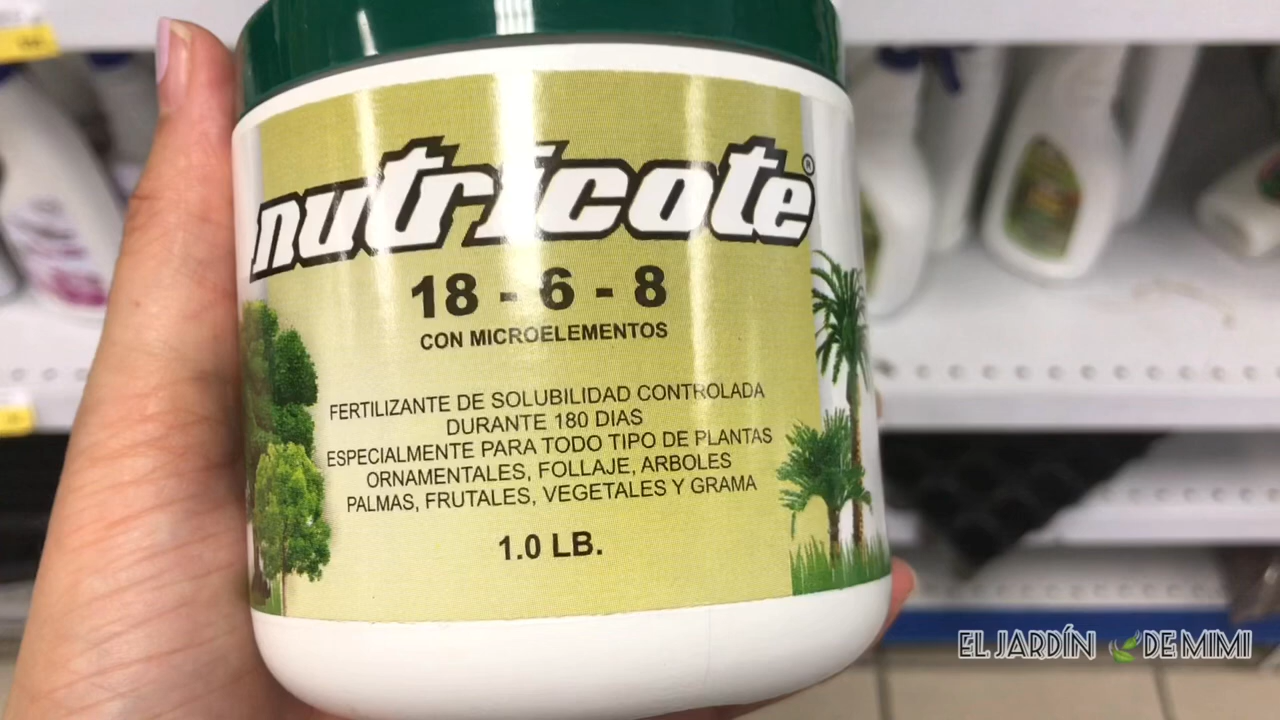 nutricote®
18 - 6 - 8
CON MICROELEMENTOS
FERTILIZANTE DE SOLUBILIDAD CONTROLADA
DURANTE 180 DIAS
ESPECIALMENTE PARA TODO TIPO DE PLANTAS
ORNAMENTALES, FOLLAJE, ARBOLES
PALMAS, FRUTALES, VEGETALES Y GRAMA
1.0 LB.
EL JARDÍN DE MIMI